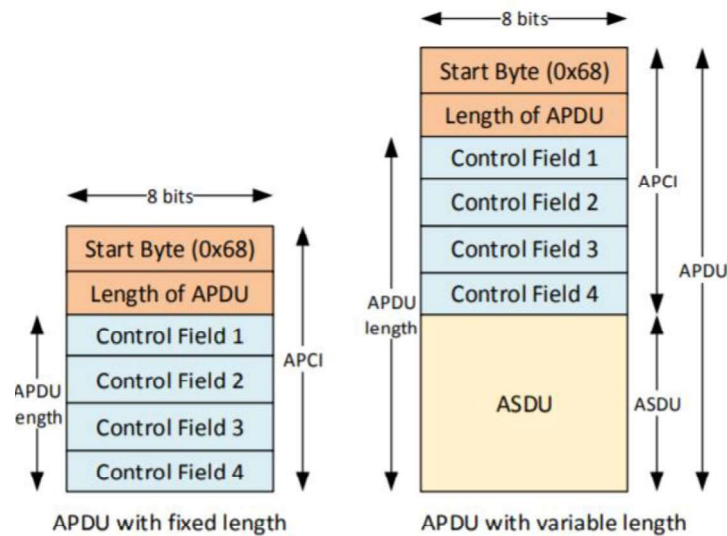 8 bits
Start Byte (0x68)
Length of APDU
Control Field 1
Control Field 2
Control Field 3
Control Field 4
APDU
ength
APCI
APDU with fixed length
8 bits
Start Byte (0x68)
Length of APDU
Control Field 1
Control Field 2
Control Field 3
Control Field 4
ASDU
APDU
length
APCI
ASDU
APDU
APDU with variable length